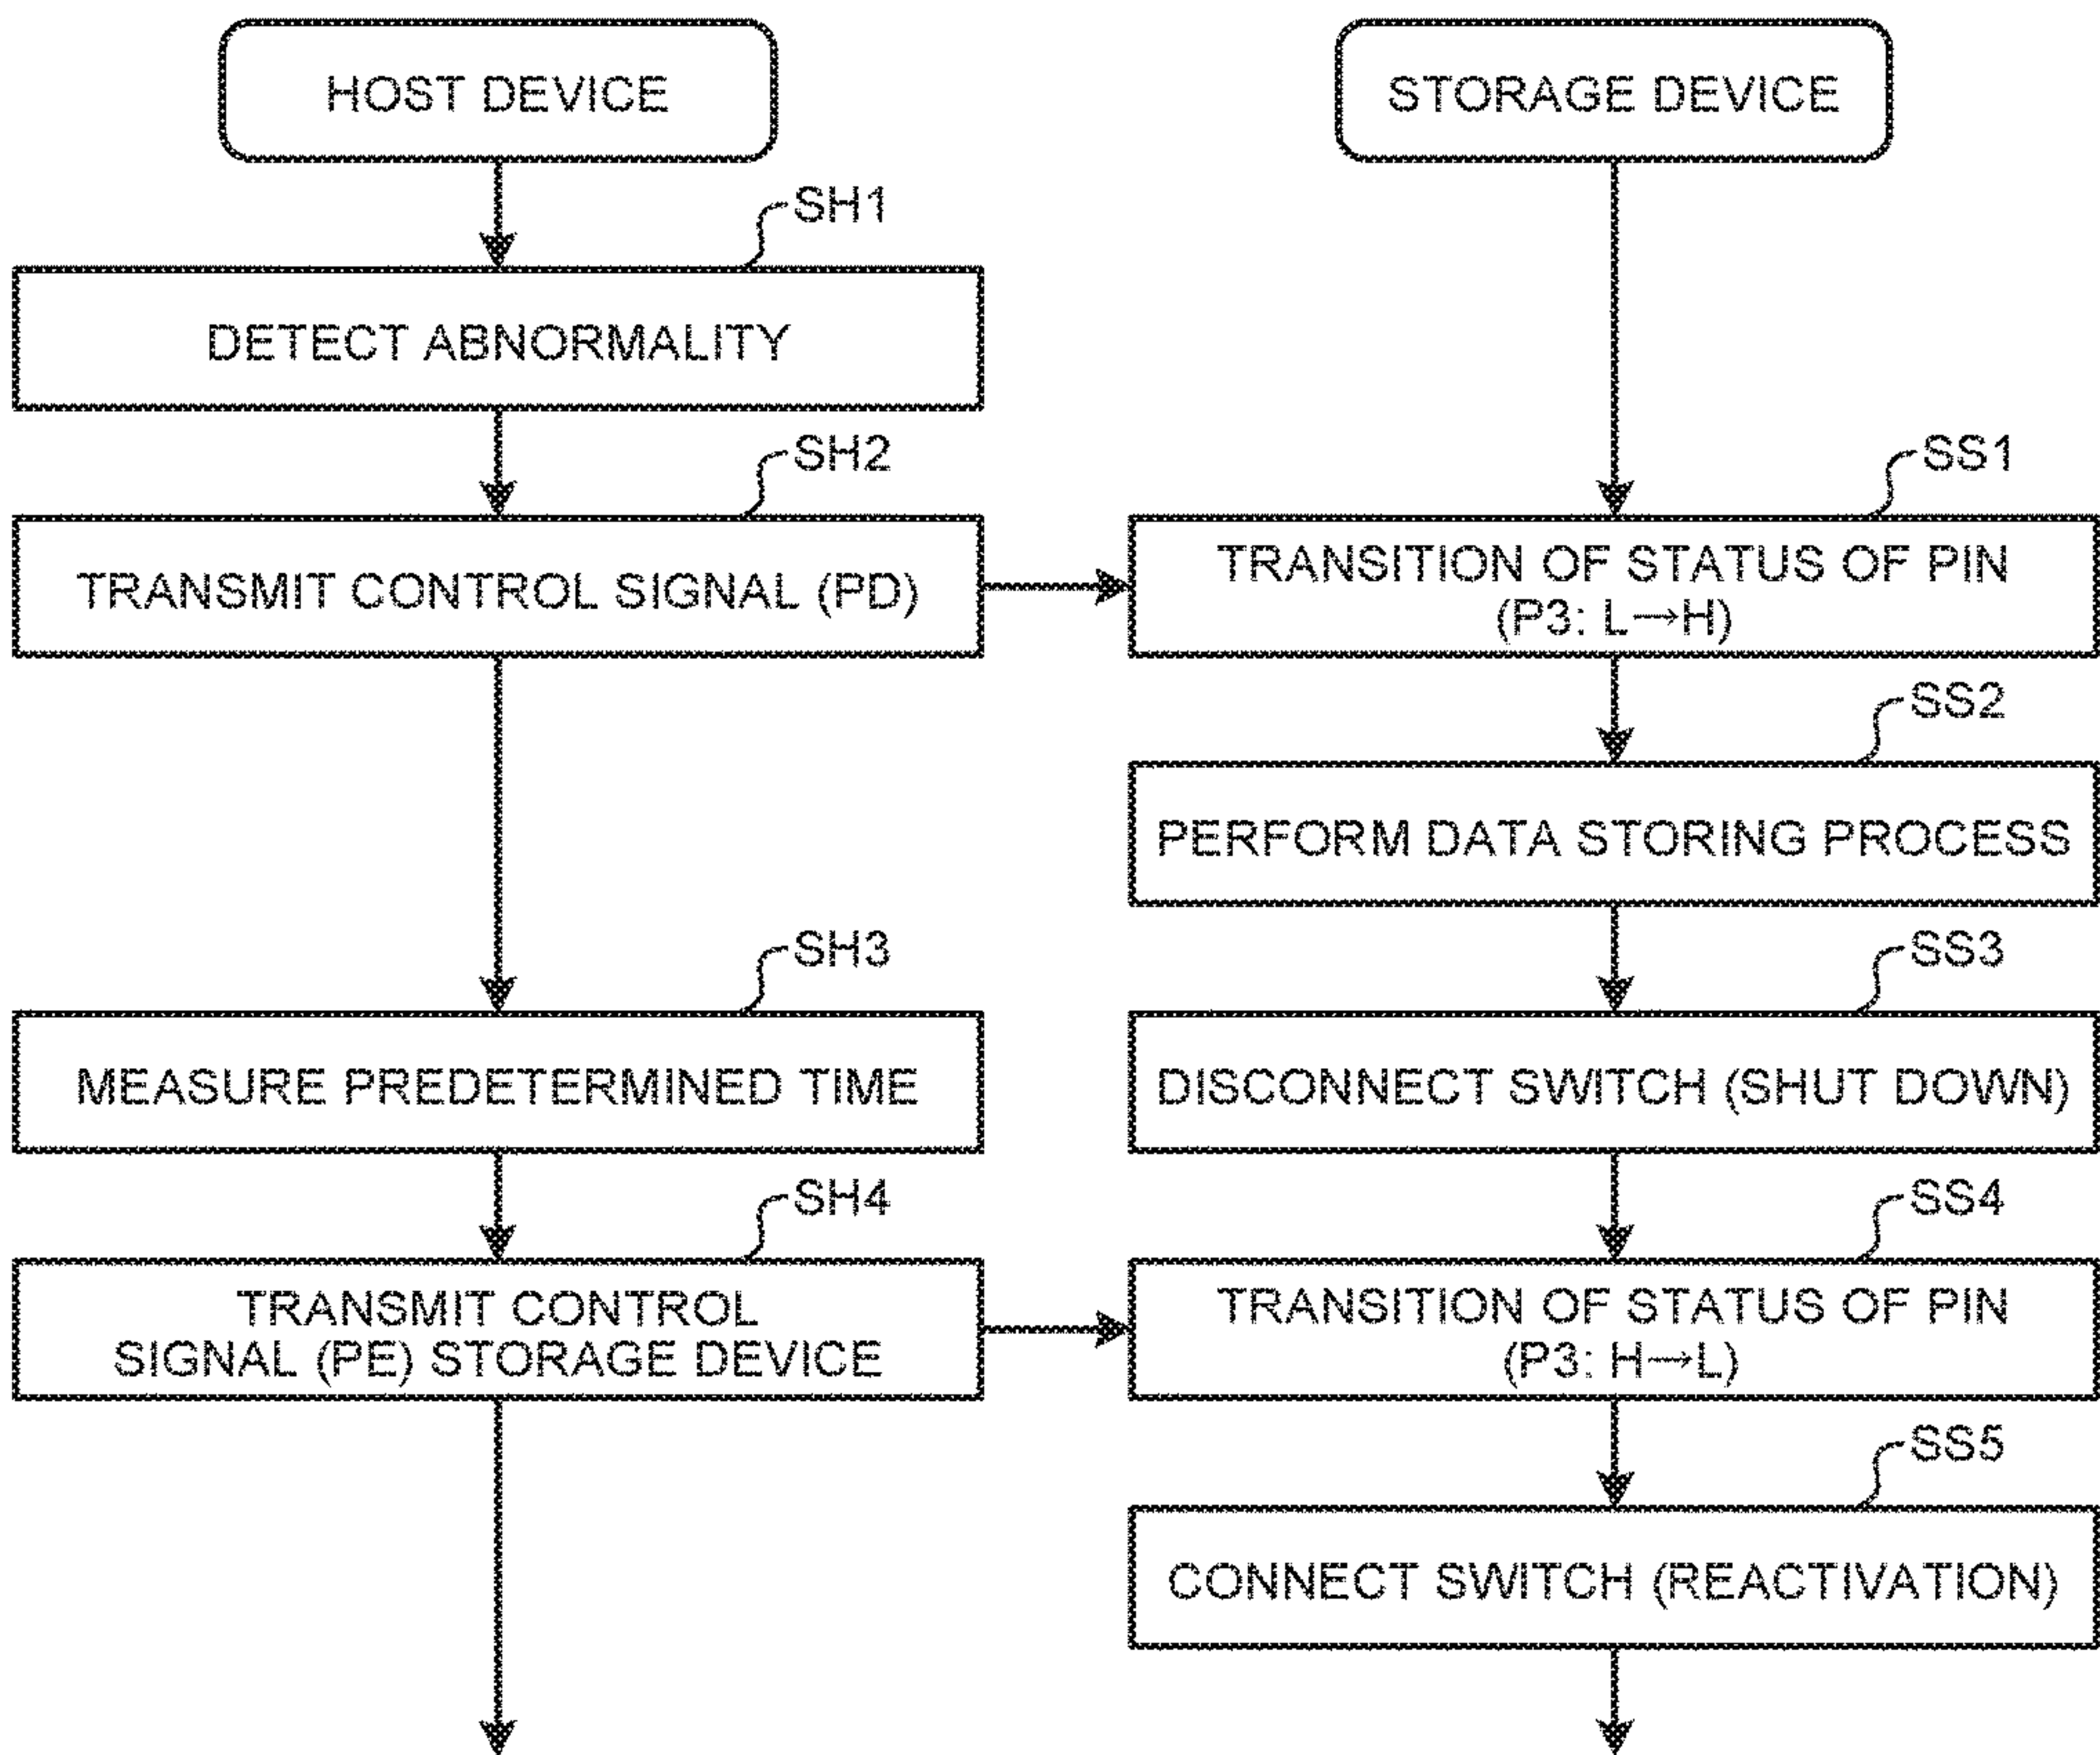 HOST DEVICE
STORAGE DEVICE
SH1
DETECT ABNORMALITY
SH2
SS1
TRANSMIT CONTROL SIGNAL (PD)
TRANSITION OF STATUS OF PIN
(P3: L→H)
SS2
PERFORM DATA STORING PROCESS
SH3
SS3
MEASURE PREDETERMINED TIME
DISCONNECT SWITCH (SHUT DOWN)
SH4
SS4
TRANSMIT CONTROL
SIGNAL (PE) STORAGE DEVICE
TRANSITION OF STATUS OF PIN
(P3: H→L)
SS5
CONNECT SWITCH (REACTIVATION)